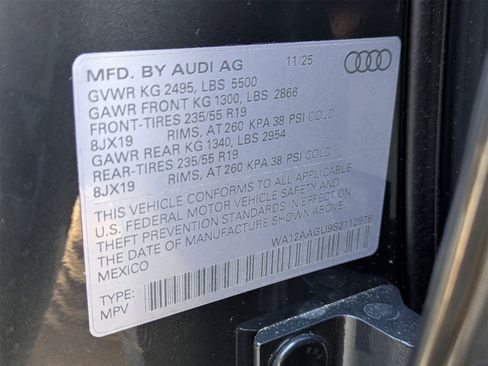 MFD. BY AUDI AG 11/25
GVWR KG 2495, LBS 5500
GAWR FRONT KG 1300, LBS 2866
FRONT-TIRES 235/55 R19
8JX19 RIMS, AT 260 KPA 38 PSI COLD
GAWR REAR KG 1340, LBS 2954
REAR-TIRES 235/55 R19
8JX19 RIMS, AT 260 KPA 38 PSI COLD
THIS VEHICLE CONFORMS TO ALL APPLICABLE
U.S. FEDERAL MOTOR VEHICLE SAFETY AND
THEFT PREVENTION STANDARDS IN EFFECT ON
THE DATE OF MANUFACTURE SHOWN ABOVE.
MEXICO WA12AAGU9S2112978
TYPE:
MPV